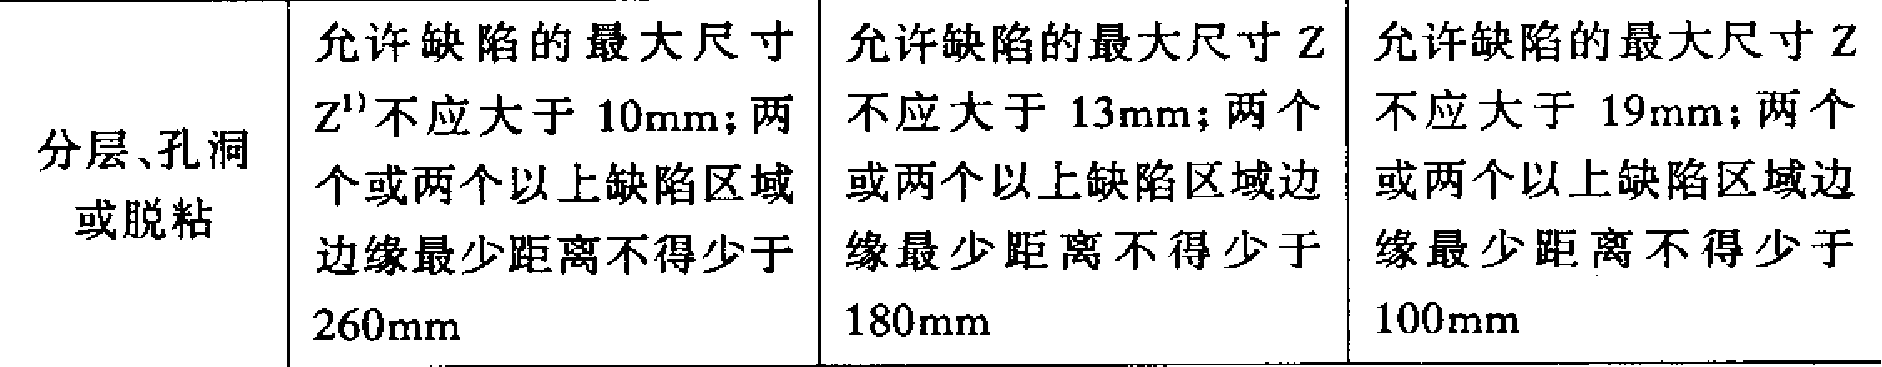 分层、孔洞
或脱粘
允许缺陷的最大尺寸
Z¹⁾不应大于 10mm；两
个或两个以上缺陷区域
边缘最少距离不得少于
260mm
允许缺陷的最大尺寸 Z
不应大于 13mm；两个
或两个以上缺陷区域边
缘最少距离不得少于
180mm
允许缺陷的最大尺寸 Z
不应大于 19mm；两个
或两个以上缺陷区域边
缘最少距离不得少于
100mm